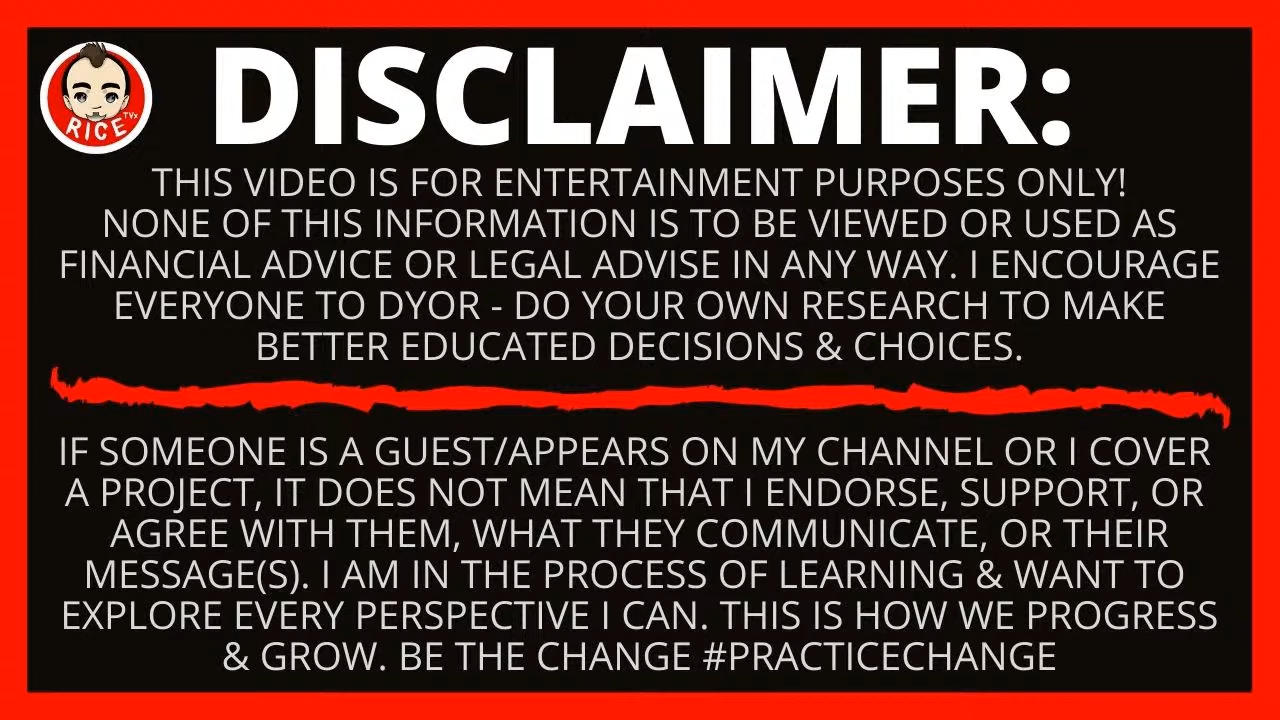 RICE TVx
DISCLAIMER:
THIS VIDEO IS FOR ENTERTAINMENT PURPOSES ONLY!
NONE OF THIS INFORMATION IS TO BE VIEWED OR USED AS
FINANCIAL ADVICE OR LEGAL ADVISE IN ANY WAY. I ENCOURAGE
EVERYONE TO DYOR - DO YOUR OWN RESEARCH TO MAKE
BETTER EDUCATED DECISIONS & CHOICES.
IF SOMEONE IS A GUEST/APPEARS ON MY CHANNEL OR I COVER
A PROJECT, IT DOES NOT MEAN THAT I ENDORSE, SUPPORT, OR
AGREE WITH THEM, WHAT THEY COMMUNICATE, OR THEIR
MESSAGE(S). I AM IN THE PROCESS OF LEARNING & WANT TO
EXPLORE EVERY PERSPECTIVE I CAN. THIS IS HOW WE PROGRESS
& GROW. BE THE CHANGE #PRACTICECHANGE